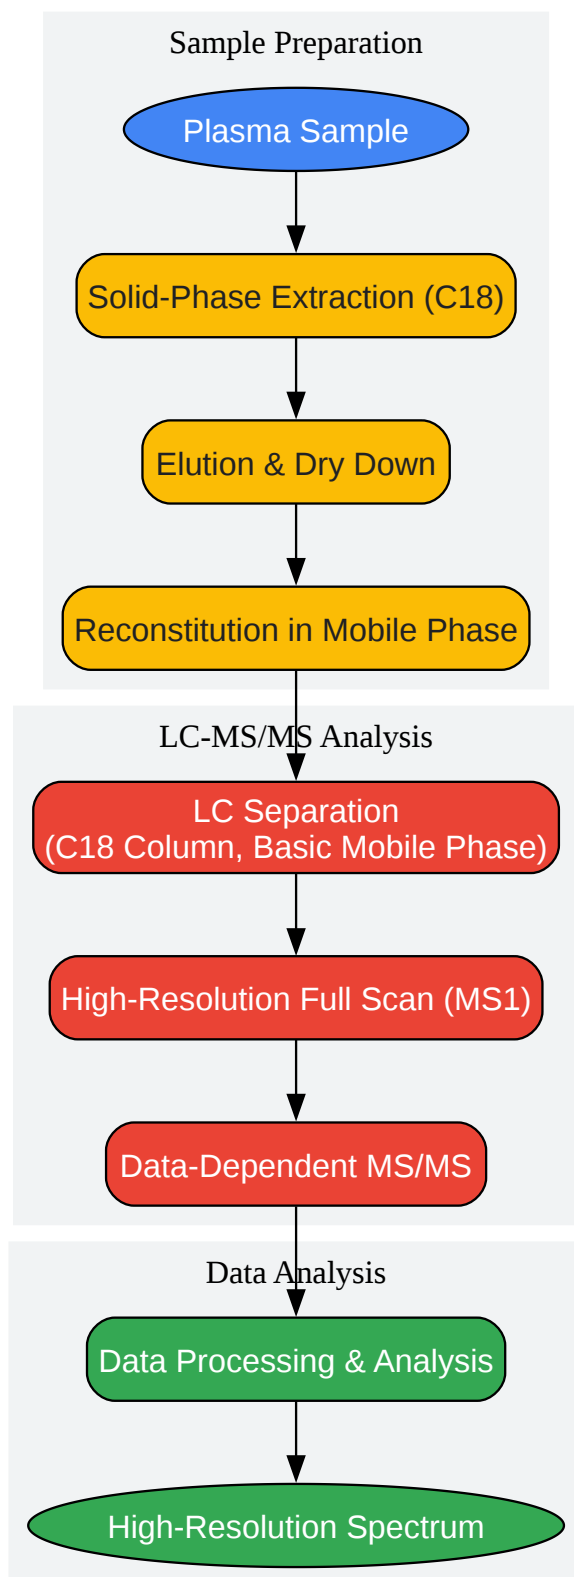 Sample Preparation
Plasma Sample
Solid-Phase Extraction (C18)
Elution & Dry Down
Reconstitution in Mobile Phase
LC-MS/MS Analysis
LC Separation
(C18 Column, Basic Mobile Phase)
High-Resolution Full Scan (MS1)
Data-Dependent MS/MS
Data Analysis
Data Processing & Analysis
High-Resolution Spectrum